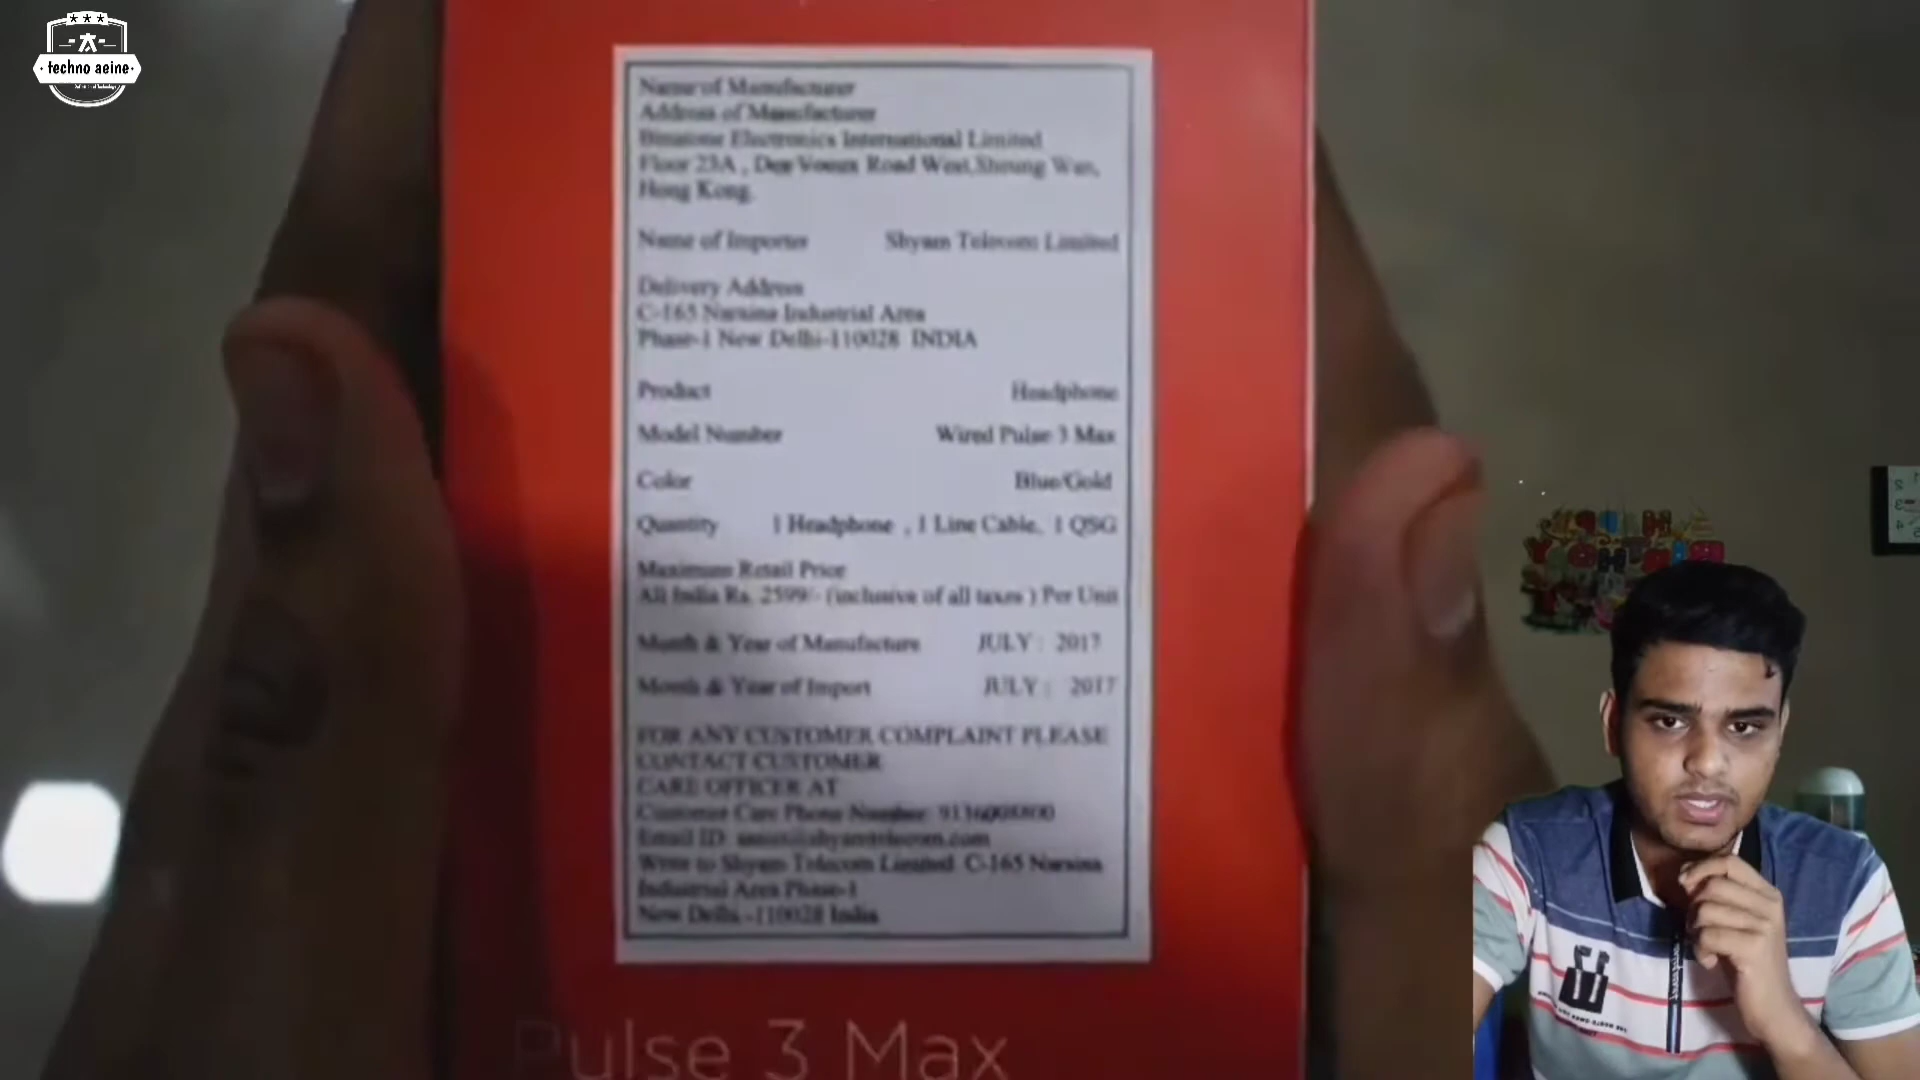 techno aeine
Name of Manufacturer
Address of Manufacturer
Binatone Electronics International Limited
Floor 23A , Des Voeux Road West,Sheung Wan,
Hong Kong.
Name of Importer Shyam Telecom Limited
Delivery Address
C-165 Naraina Industrial Area
Phase-1 New Delhi-110028 INDIA
Product Headphone
Model Number Wired Pulse 3 Max
Color Blue/Gold
Quantity 1 Headphone , 1 Line Cable, 1 QSG
Maximum Retail Price
All India Rs. 2599/- (inclusive of all taxes ) Per Unit
Month & Year of Manufacture JULY : 2017
Month & Year of Import JULY : 2017
FOR ANY CUSTOMER COMPLAINT PLEASE
CONTACT CUSTOMER
CARE OFFICER AT
Customer Care Phone Number:
Email ID:
Write to Shyam Telecom Limited. C-165 Naraina
Industrial Area Phase-1
New Delhi.-110028 India
Pulse 3 Max
HAPPY
BIRTHDAY